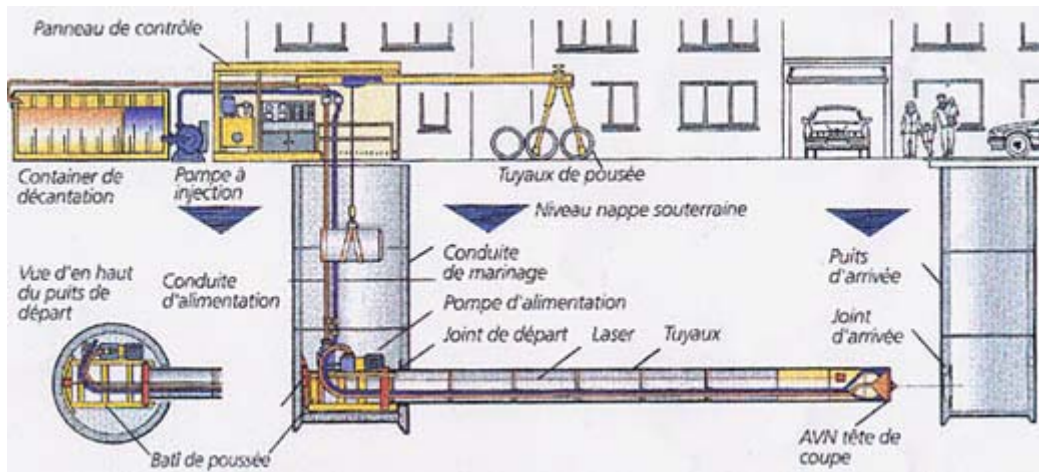 Panneau de contrôle
Container de
décantation
Pompe à
injection
Tuyaux de pousée
Niveau nappe souterraine
Vue d'en haut
du puits de
départ
Conduite
d'alimentation
Conduite
de marinage
Pompe d'alimentation
Joint de départ
Laser
Tuyaux
Puits
d'arrivée
Joint
d'arrivée
Batî de poussée
AVN tête de
coupe